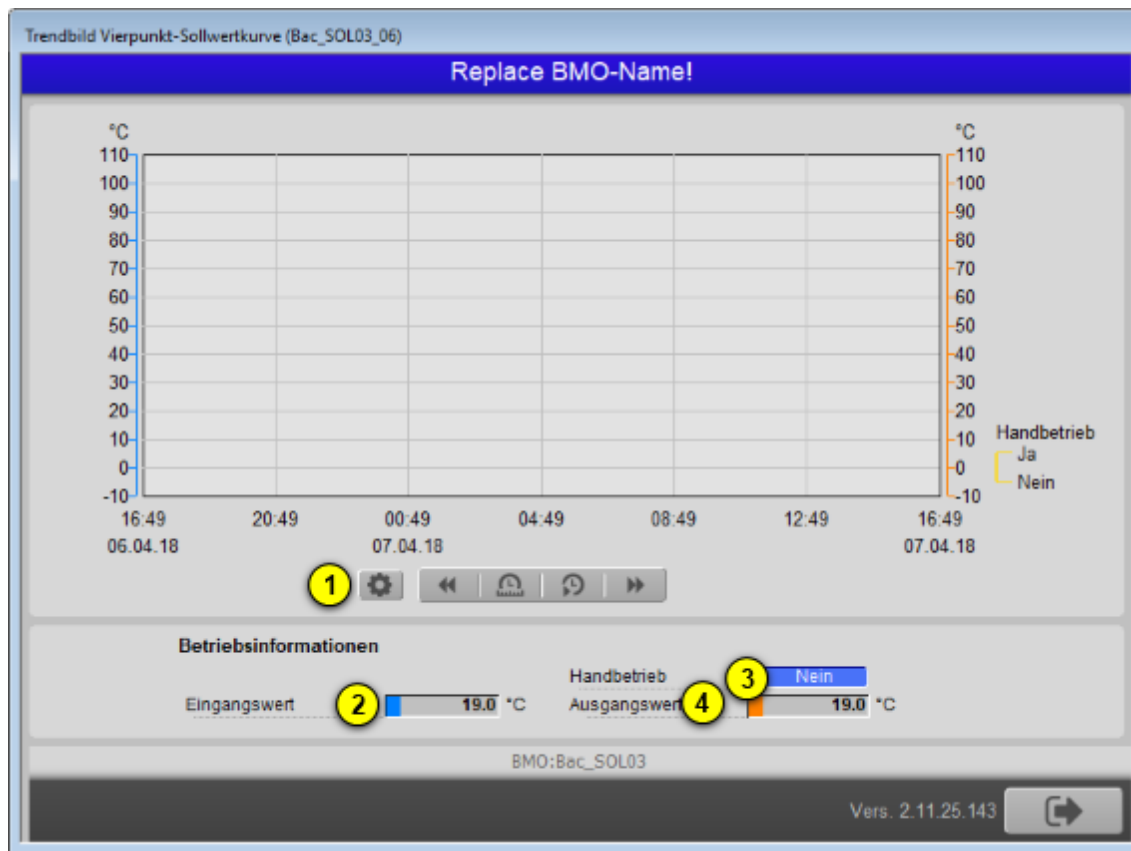 Trendbild Vierpunkt-Sollwertkurve (Bac_SOL03_06)
Replace BMO-Name!
°C °C
110 110
100 100
90 90
80 80
70 70
60 60
50 50
40 40
30 30
20 20
10 10
0 0
-10 -10
Handbetrieb
Ja
Nein
16:49 20:49 00:49 04:49 08:49 12:49 16:49
06.04.18 07.04.18 07.04.18
1
Betriebsinformationen
Handbetrieb 3 Nein
Eingangswert 2 19.0 °C Ausgangswert 4 19.0 °C
BMO:Bac_SOL03
Vers. 2.11.25.143